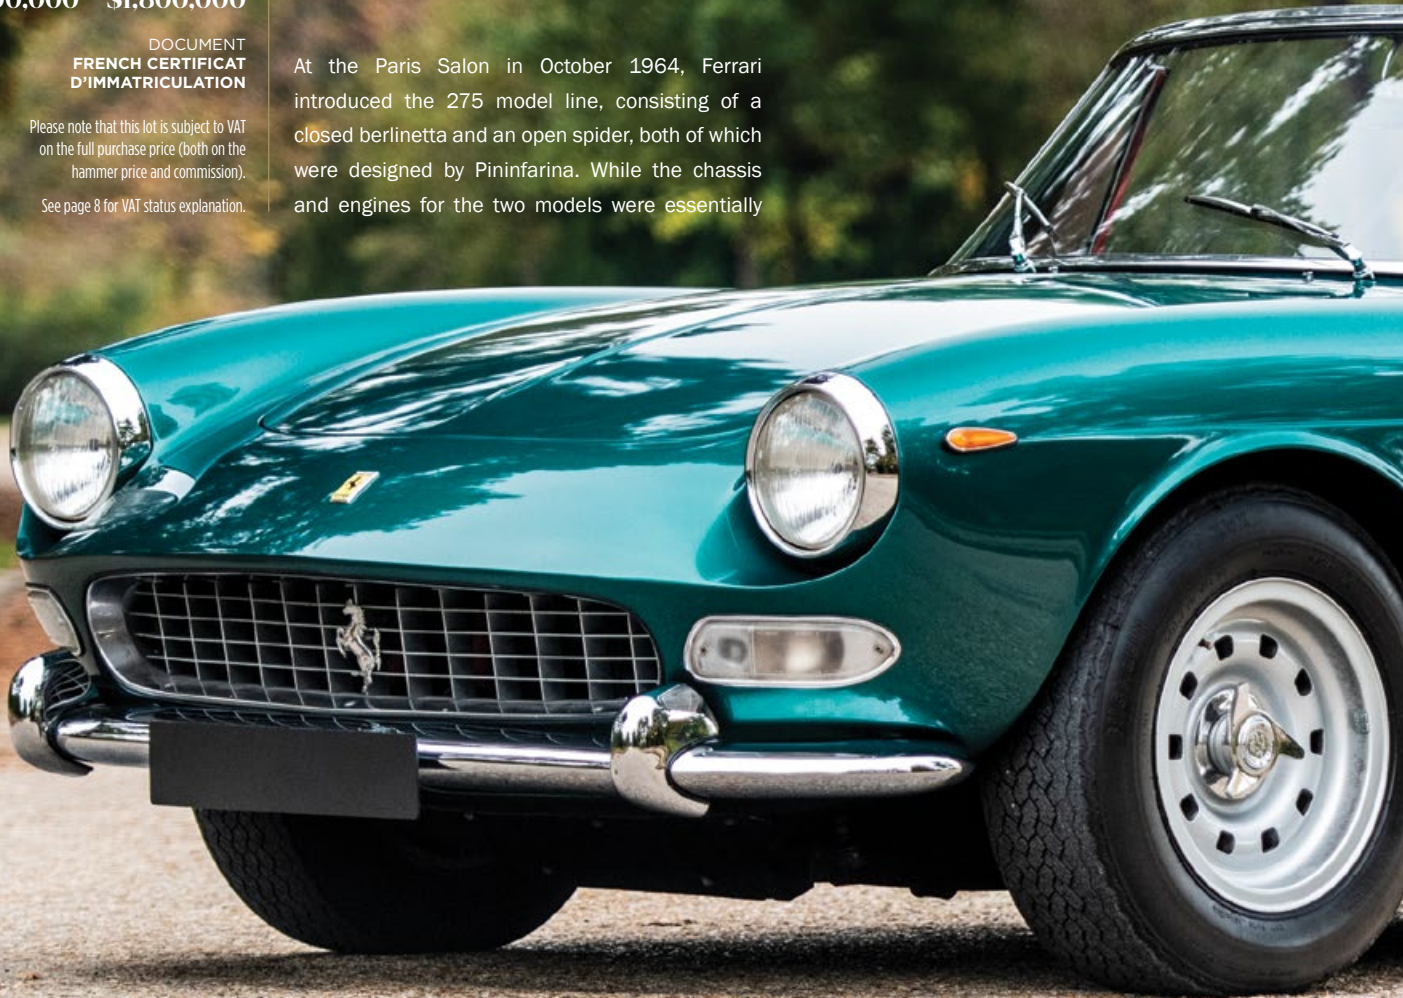 $1,800,000
DOCUMENT
FRENCH CERTIFICAT
D'IMMATRICULATION
Please note that this lot is subject to VAT
on the full purchase price (both on the
hammer price and commission).
See page 8 for VAT status explanation.
At the Paris Salon in October 1964, Ferrari
introduced the 275 model line, consisting of a
closed berlinetta and an open spider, both of which
were designed by Pininfarina. While the chassis
and engines for the two models were essentially